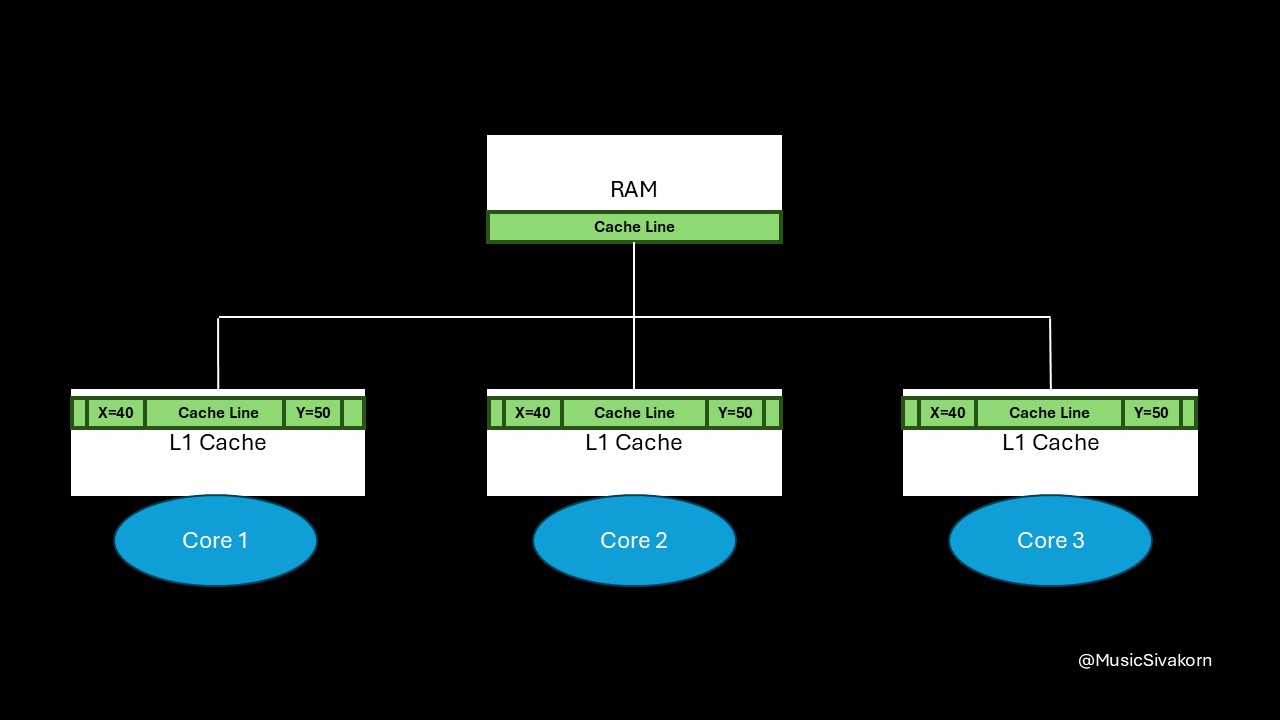 RAM
Cache Line
X=40 Cache Line Y=50
L1 Cache
Core 1
X=40 Cache Line Y=50
L1 Cache
Core 2
X=40 Cache Line Y=50
L1 Cache
Core 3
@MusicSivakorn